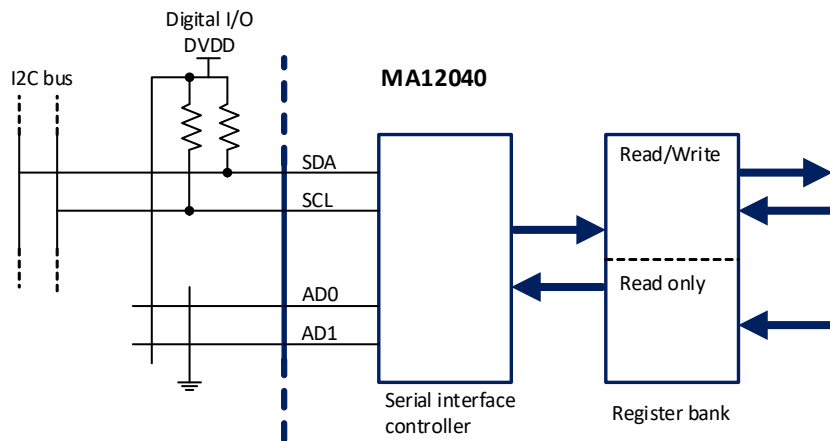 Digital I/O
DVDD
I2C bus
MA12040
SDA
SCL
AD0
AD1
Read/Write
Read only
Serial interface
controller
Register bank